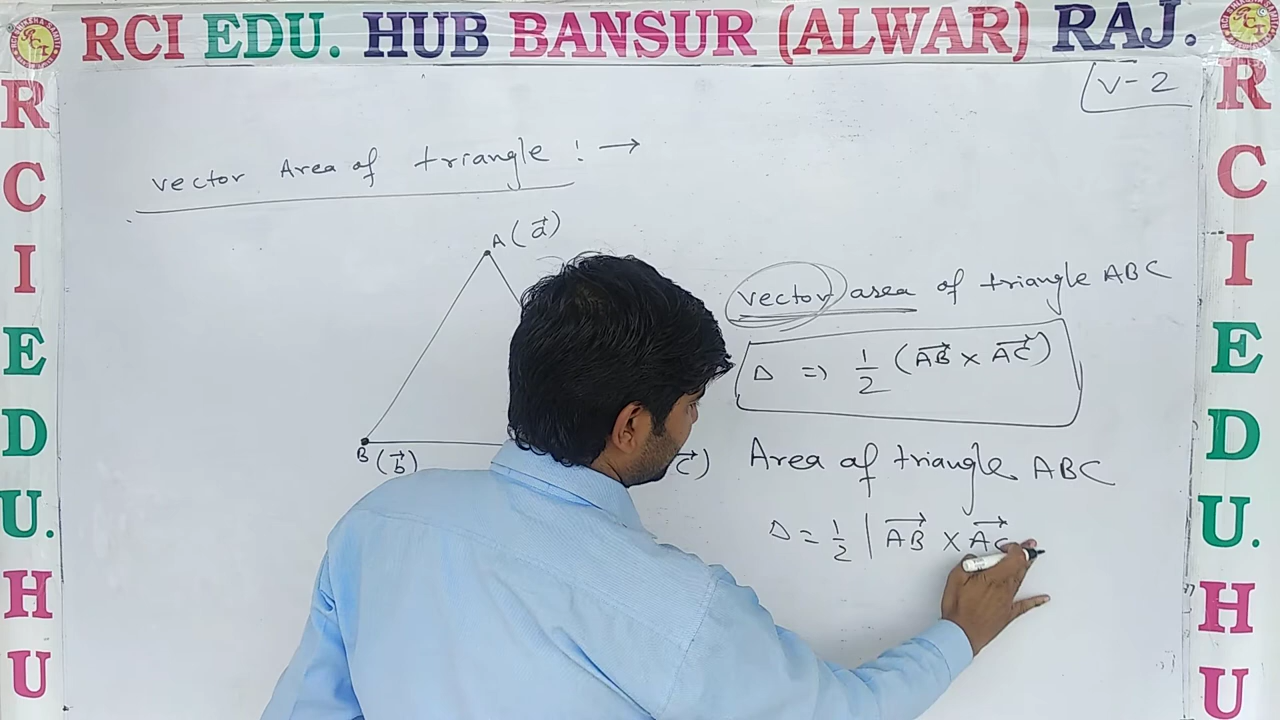 RCI EDU. HUB BANSUR (ALWAR) RAJ.
V-2
vector Area of triangle : →
A (a⃗)
B (b⃗)
c⃗)
vector area of triangle ABC
Δ ⇒ 1/2 (AB⃗ × AC⃗)
Area of triangle ABC
Δ = 1/2 | AB⃗ × AC⃗
R
C
I
E
D
U.
H
U
R
C
I
E
D
U.
H
U